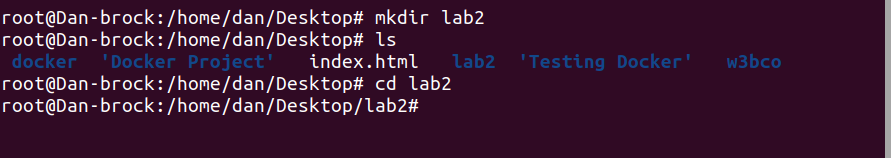 root@Dan-brock:/home/dan/Desktop# mkdir lab2
root@Dan-brock:/home/dan/Desktop# ls
docker 'Docker Project' index.html lab2 'Testing Docker' w3bco
root@Dan-brock:/home/dan/Desktop# cd lab2
root@Dan-brock:/home/dan/Desktop/lab2#